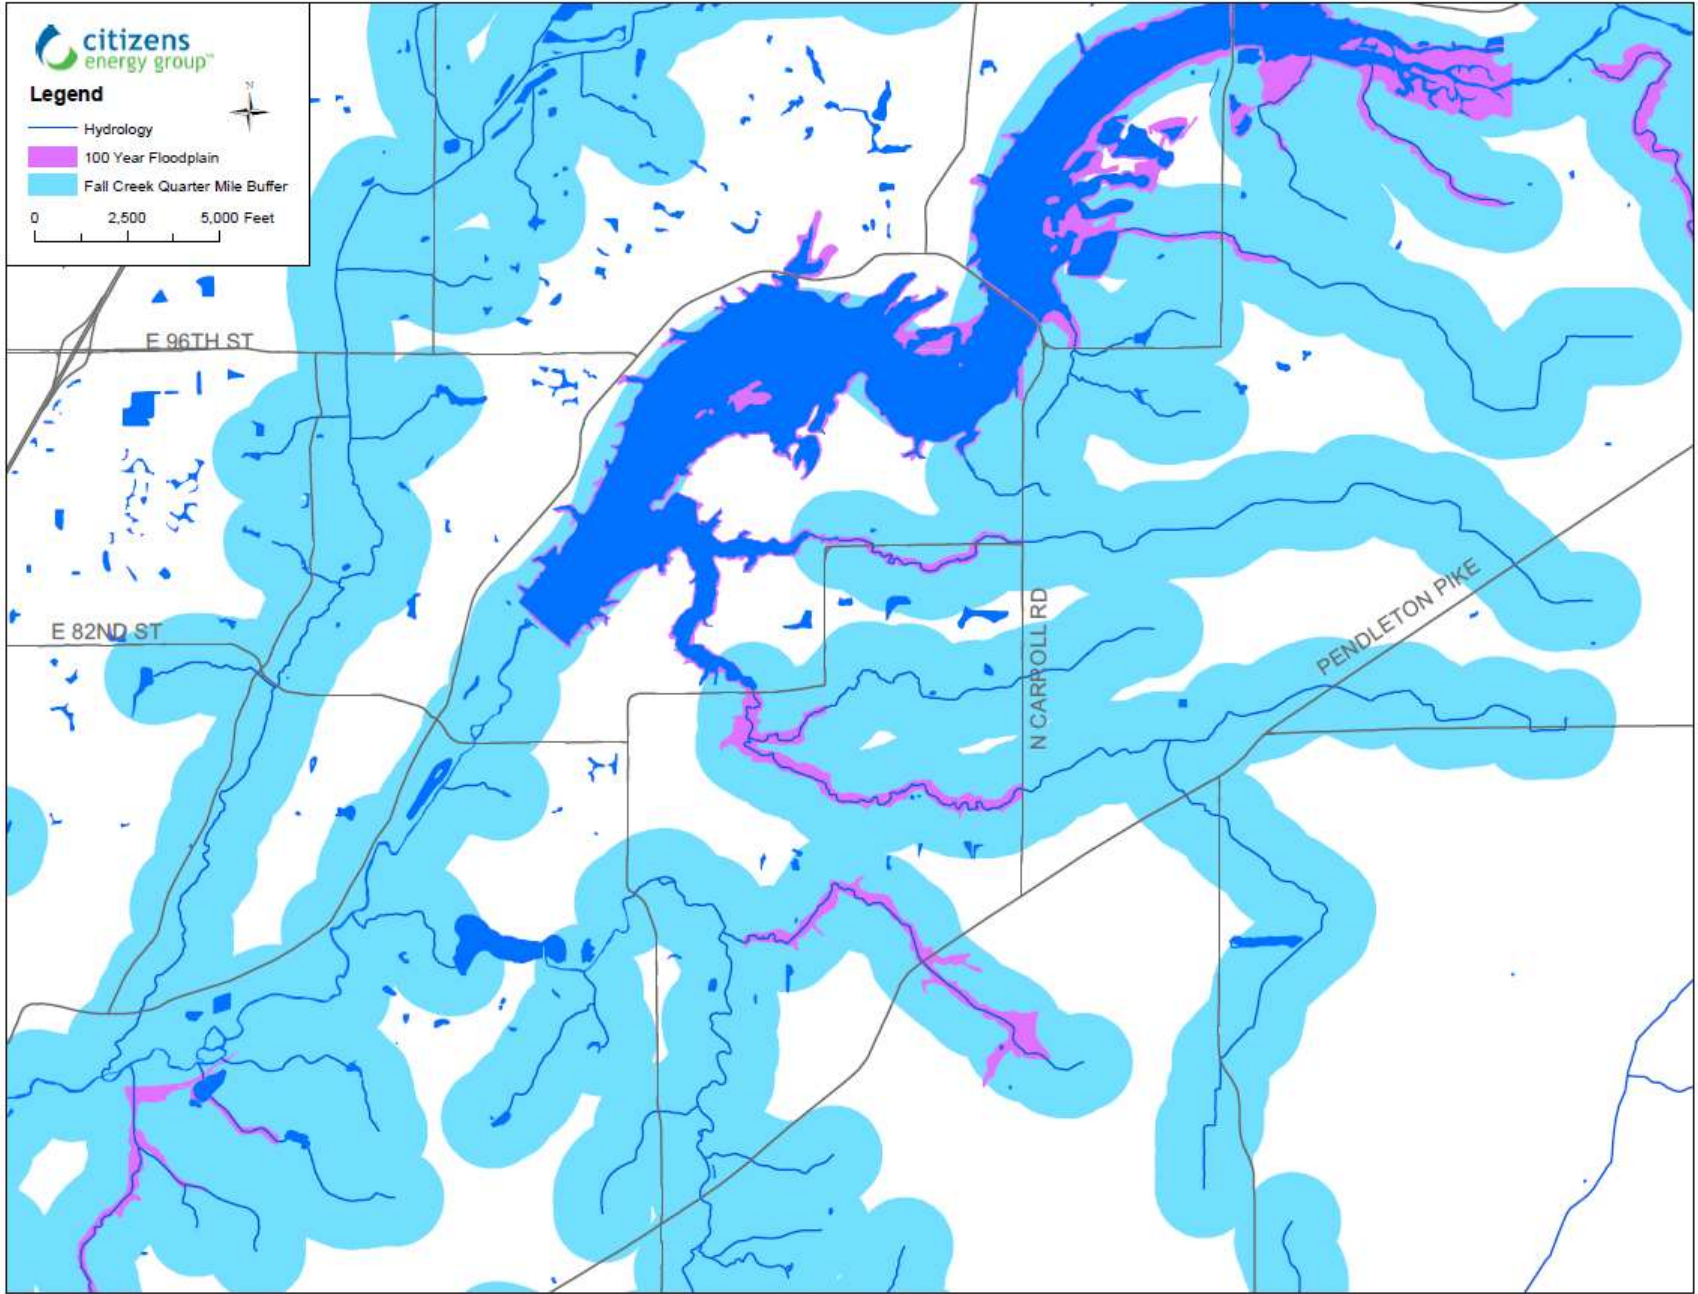 citizens
energy group™
Legend
N
Hydrology
100 Year Floodplain
Fall Creek Quarter Mile Buffer
0 2,500 5,000 Feet
E 96TH ST
E 82ND ST
N CARROLL RD
PENDLETON PIKE